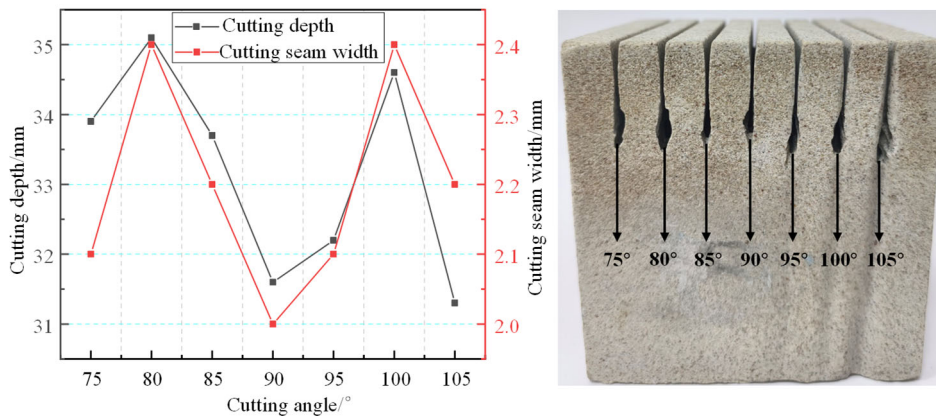 Cutting depth
Cutting seam width
Cutting depth/mm
35
34
33
32
31
2.4
2.3
2.2
2.1
2.0
Cutting seam width/mm
75 80 85 90 95 100 105
Cutting angle/°
75° 80° 85° 90° 95° 100° 105°